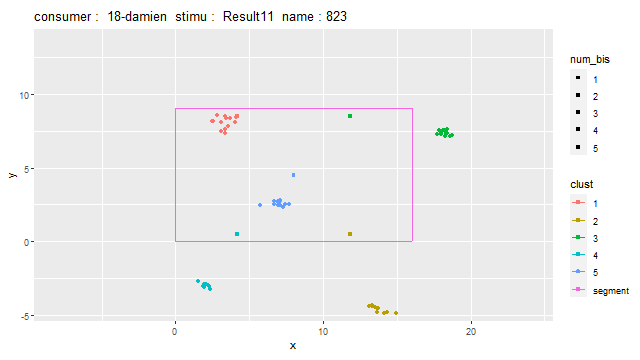 consumer :  18-damien  stimu :  Result11  name : 823
10
5
0
-5
y
0
10
20
x
num_bis
1
2
3
4
5
clust
1
2
3
4
5
segment